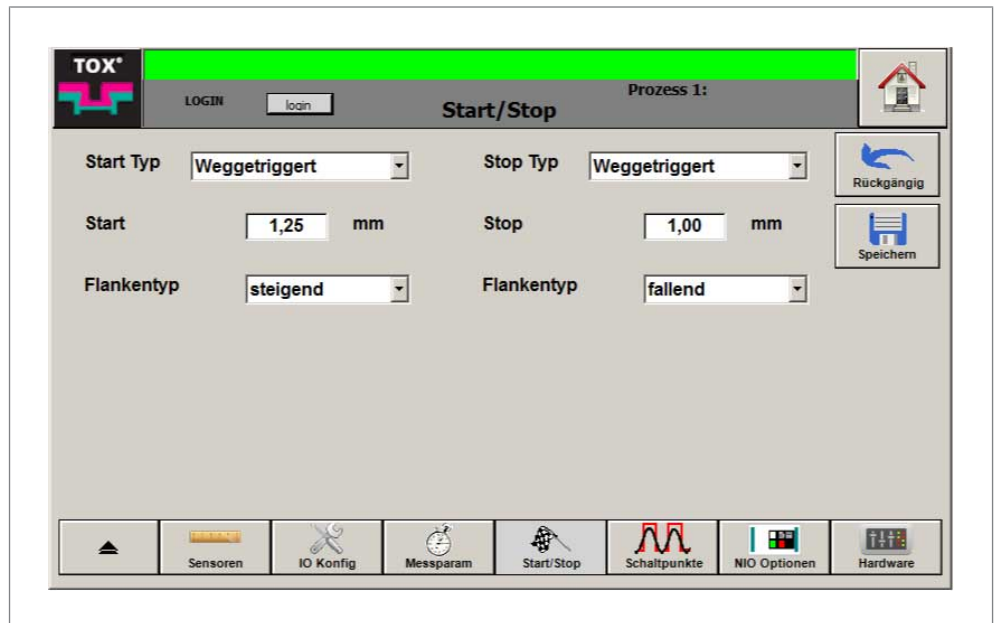 TOX®
LOGIN login Start/Stop Prozess 1:
Start Typ Weggetriggert Stop Typ Weggetriggert
Rückgängig
Start 1,25 mm Stop 1,00 mm
Speichern
Flankentyp steigend Flankentyp fallend
Sensoren IO Konfig Messparam Start/Stop Schaltpunkte NIO Optionen Hardware